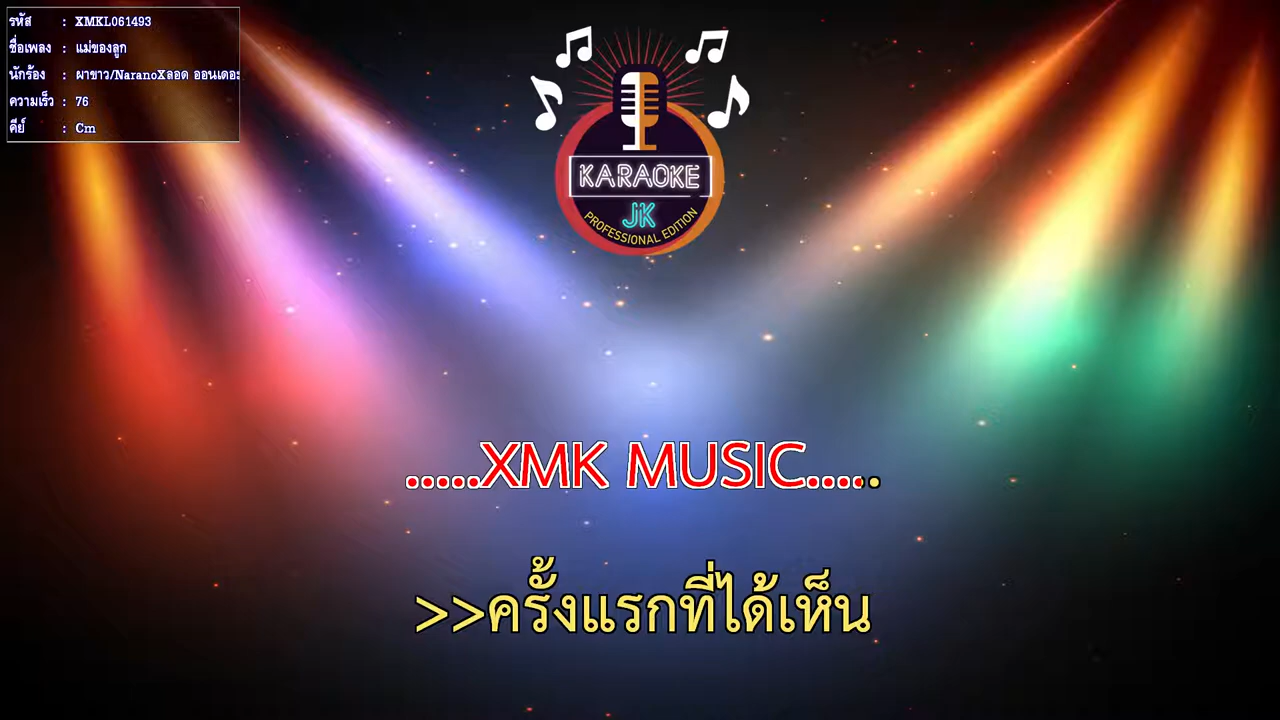 รหัส : XMKL061493
ชื่อเพลง : แม่ของลูก
นักร้อง : ผาขาว/NaranoXลอด ออนเดอะ
ความเร็ว : 76
คีย์ : Cm
KARAOKE
JK
PROFESSIONAL EDITION
.....XMK MUSIC.....
>>ครั้งแรกที่ได้เห็น